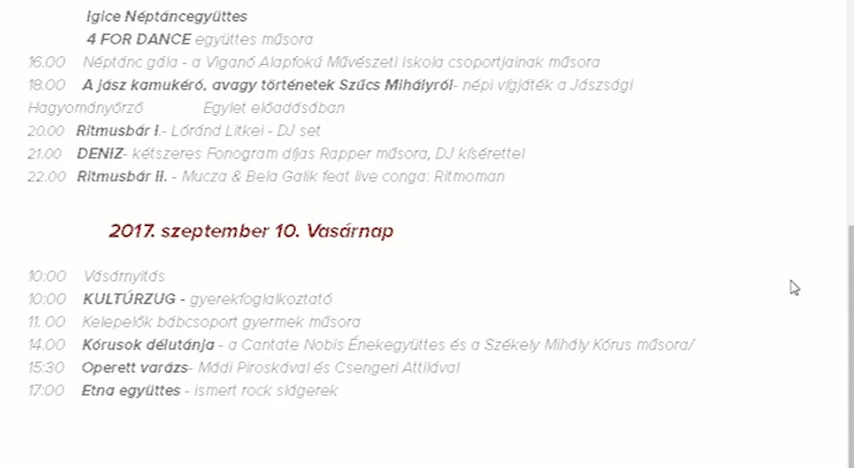 Igice Néptáncegyüttes
4 FOR DANCE együttes műsora
16.00 Néptánc gála - a Viganó Alapfokú Művészeti Iskola csoportjainak műsora
18.00 A jász kamukéró, avagy történetek Szűcs Mihályról- népi vígjáték a Jászsági
Hagyományőrző Egylet előadásában
20.00 Ritmusbár I.- Lóránd Litkei - DJ set
21.00 DENIZ- kétszeres Fonogram díjas Rapper műsora, DJ kísérettel
22.00 Ritmusbár II. - Mucza & Bela Galik feat live conga: Ritmoman
2017. szeptember 10. Vasárnap
10:00 Vásárnyitás
10:00 KULTÚRZUG - gyerekfoglalkoztató
11. 00 Kelepelők bábcsoport gyermek műsora
14.00 Kórusok délutánja - a Cantate Nobis Énekegyüttes és a Székely Mihály Kórus műsora/
15:30 Operett varázs- Mádi Piroskával és Csengeri Attilával
17:00 Etna együttes - ismert rock slágerek